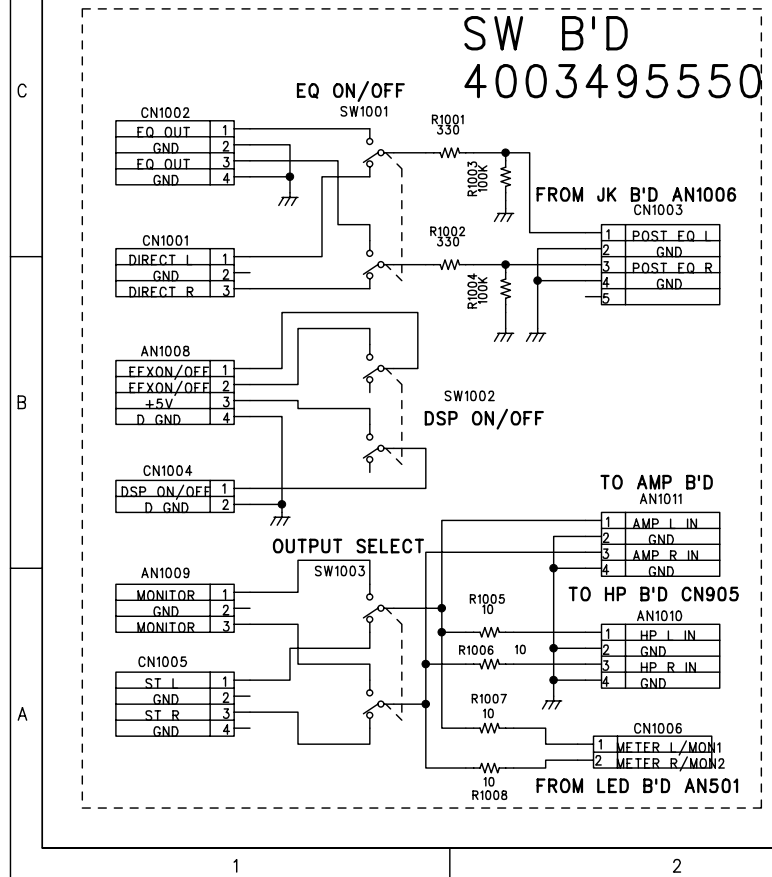 SW B'D
4003495550
C
EQ ON/OFF
SW1001
CN1002
EQ OUT 1
GND 2
EQ OUT 3
GND 4
R1001
330
R1003
100K
FROM JK B'D AN1006
CN1003
1 POST EQ L
2 GND
3 POST EQ R
4 GND
5
CN1001
DIRECT L 1
GND 2
DIRECT R 3
R1002
330
R1004
100K
B
AN1008
EFXON/OFF 1
EFXON/OFF 2
+5V 3
D GND 4
SW1002
DSP ON/OFF
CN1004
DSP ON/OFF 1
D GND 2
TO AMP B'D
AN1011
1 AMP L IN
2 GND
3 AMP R IN
4 GND
OUTPUT SELECT
SW1003
AN1009
MONITOR 1
GND 2
MONITOR 3
TO HP B'D CN905
AN1010
1 HP L IN
2 GND
3 HP R IN
4 GND
R1005
10
R1006 10
CN1005
ST L 1
GND 2
ST R 3
GND 4
A
R1007
10
10
R1008
CN1006
1 METER L/MON1
2 METER R/MON2
FROM LED B'D AN501
1 2